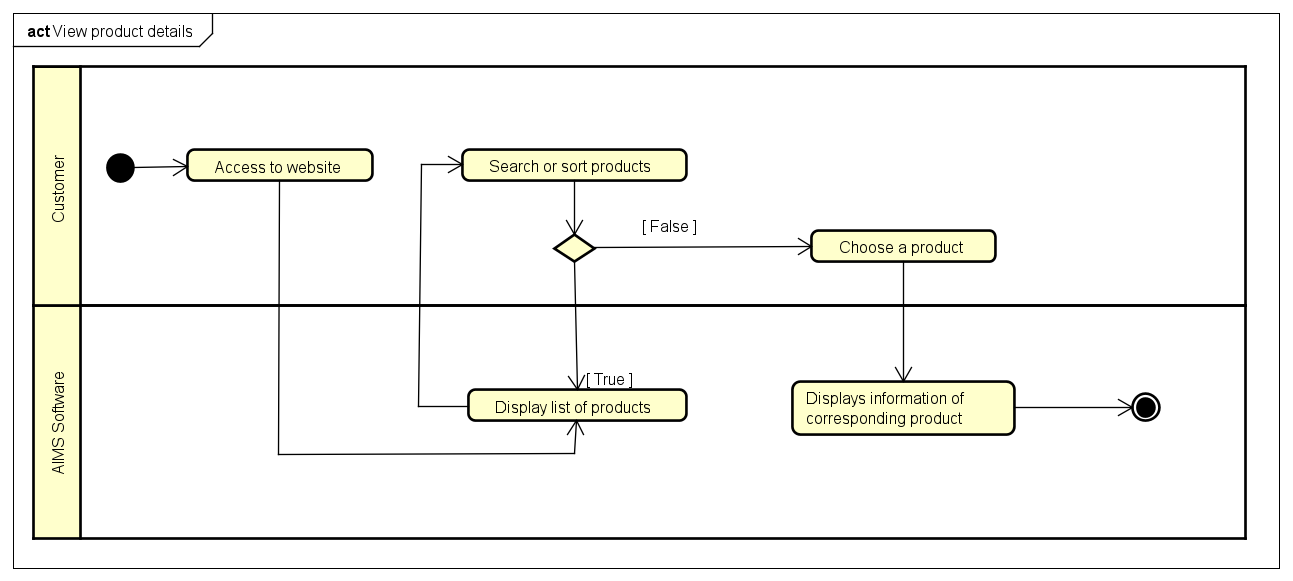 act View product details
Customer
Access to website
Search or sort products
[ False ]
Choose a product
AIMS Software
[ True ]
Display list of products
Displays information of
corresponding product